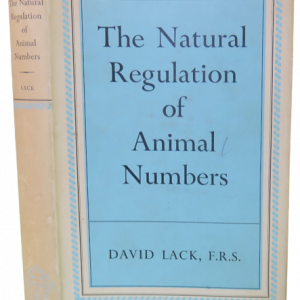 The Natural
Regulation
of
Animal
Numbers
LACK
The Natural
Regulation
of
Animal
Numbers
DAVID LACK, F.R.S.